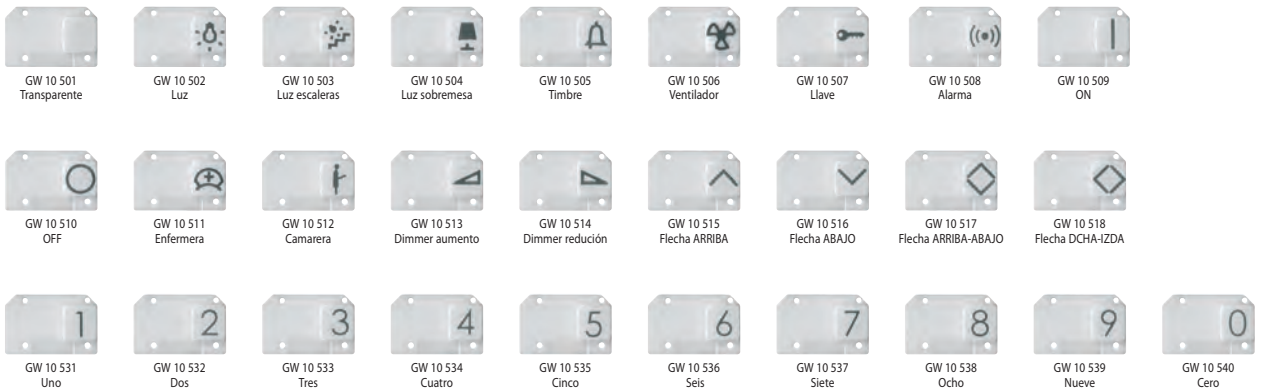 GW 10 501
Transparente
GW 10 502
Luz
GW 10 503
Luz escaleras
GW 10 504
Luz sobremesa
GW 10 505
Timbre
GW 10 506
Ventilador
GW 10 507
Llave
GW 10 508
Alarma
GW 10 509
ON
GW 10 510
OFF
GW 10 511
Enfermera
GW 10 512
Camarera
GW 10 513
Dimmer aumento
GW 10 514
Dimmer redución
GW 10 515
Flecha ARRIBA
GW 10 516
Flecha ABAJO
GW 10 517
Flecha ARRIBA-ABAJO
GW 10 518
Flecha DCHA-IZDA
1
GW 10 531
Uno
2
GW 10 532
Dos
3
GW 10 533
Tres
4
GW 10 534
Cuatro
5
GW 10 535
Cinco
6
GW 10 536
Seis
7
GW 10 537
Siete
8
GW 10 538
Ocho
9
GW 10 539
Nueve
0
GW 10 540
Cero